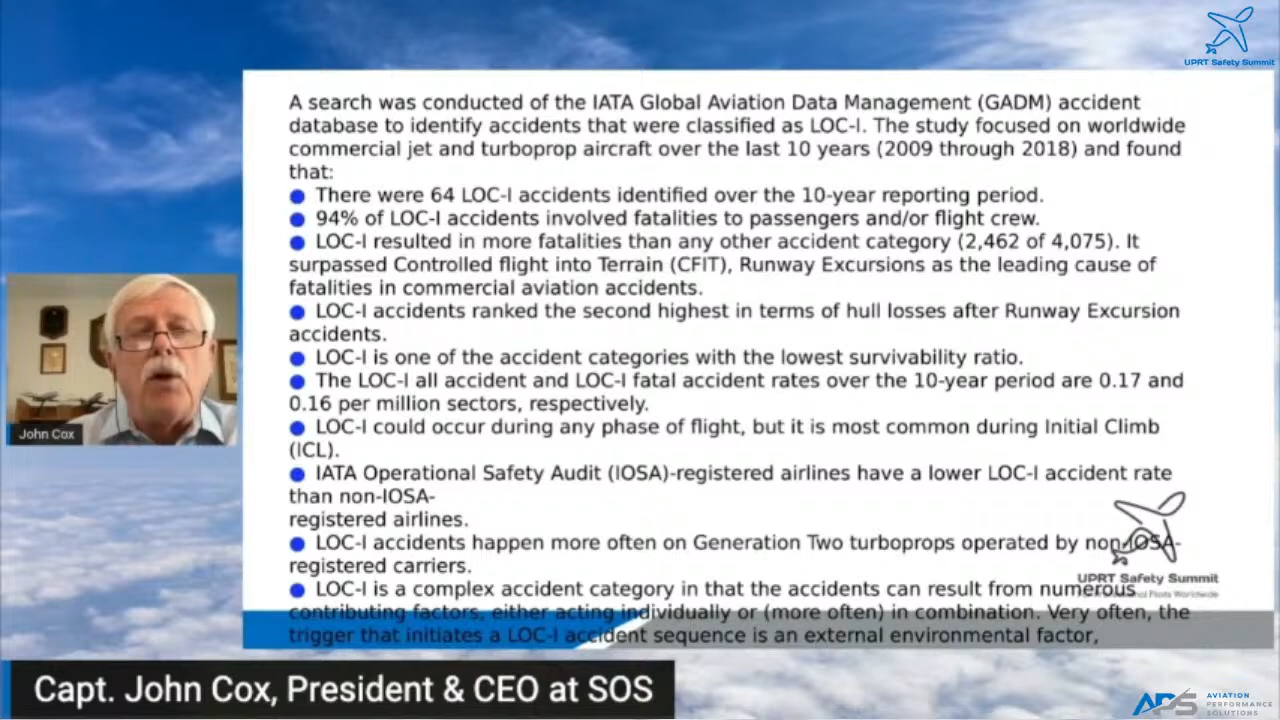 UPRT Safety Summit
A search was conducted of the IATA Global Aviation Data Management (GADM) accident
database to identify accidents that were classified as LOC-I. The study focused on worldwide
commercial jet and turboprop aircraft over the last 10 years (2009 through 2018) and found
that:
● There were 64 LOC-I accidents identified over the 10-year reporting period.
● 94% of LOC-I accidents involved fatalities to passengers and/or flight crew.
● LOC-I resulted in more fatalities than any other accident category (2,462 of 4,075). It
surpassed Controlled flight into Terrain (CFIT), Runway Excursions as the leading cause of
fatalities in commercial aviation accidents.
● LOC-I accidents ranked the second highest in terms of hull losses after Runway Excursion
accidents.
● LOC-I is one of the accident categories with the lowest survivability ratio.
● The LOC-I all accident and LOC-I fatal accident rates over the 10-year period are 0.17 and
0.16 per million sectors, respectively.
● LOC-I could occur during any phase of flight, but it is most common during Initial Climb
(ICL).
● IATA Operational Safety Audit (IOSA)-registered airlines have a lower LOC-I accident rate
than non-IOSA-
registered airlines.
● LOC-I accidents happen more often on Generation Two turboprops operated by non-IOSA-
registered carriers.
● LOC-I is a complex accident category in that the accidents can result from numerous
contributing factors, either acting individually or (more often) in combination. Very often, the
trigger that initiates a LOC-I accident sequence is an external environmental factor,
UPRT Safety Summit
Pilots Worldwide
John Cox
Capt. John Cox, President & CEO at SOS
APS AVIATION
PERFORMANCE
SOLUTIONS